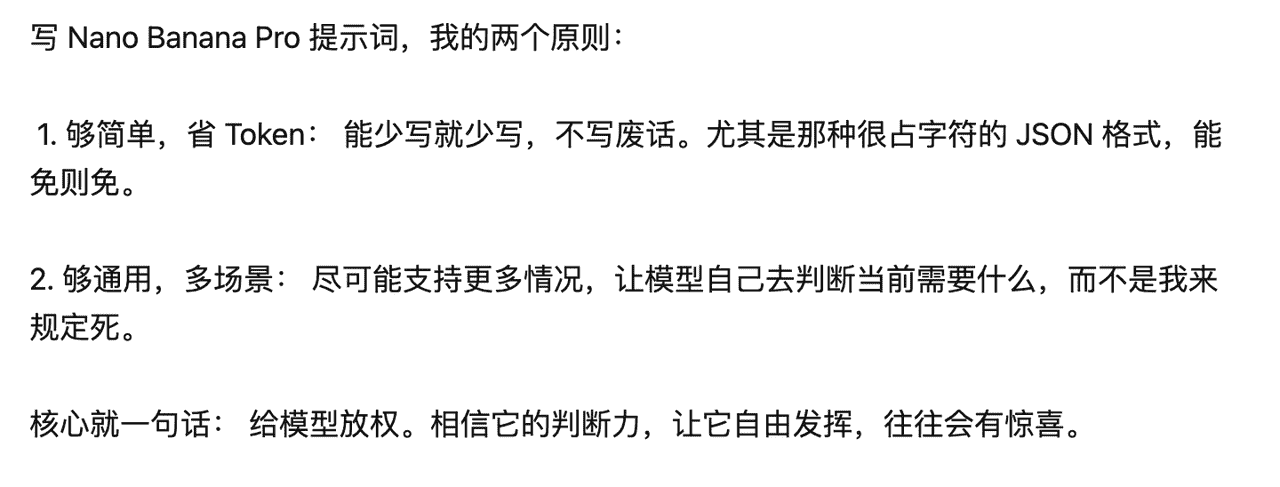 写 Nano Banana Pro 提示词，我的两个原则：
1. 够简单，省 Token： 能少写就少写，不写废话。尤其是那种很占字符的 JSON 格式，能
免则免。
2. 够通用，多场景： 尽可能支持更多情况，让模型自己去判断当前需要什么，而不是我来
规定死。
核心就一句话： 给模型放权。相信它的判断力，让它自由发挥，往往会有惊喜。